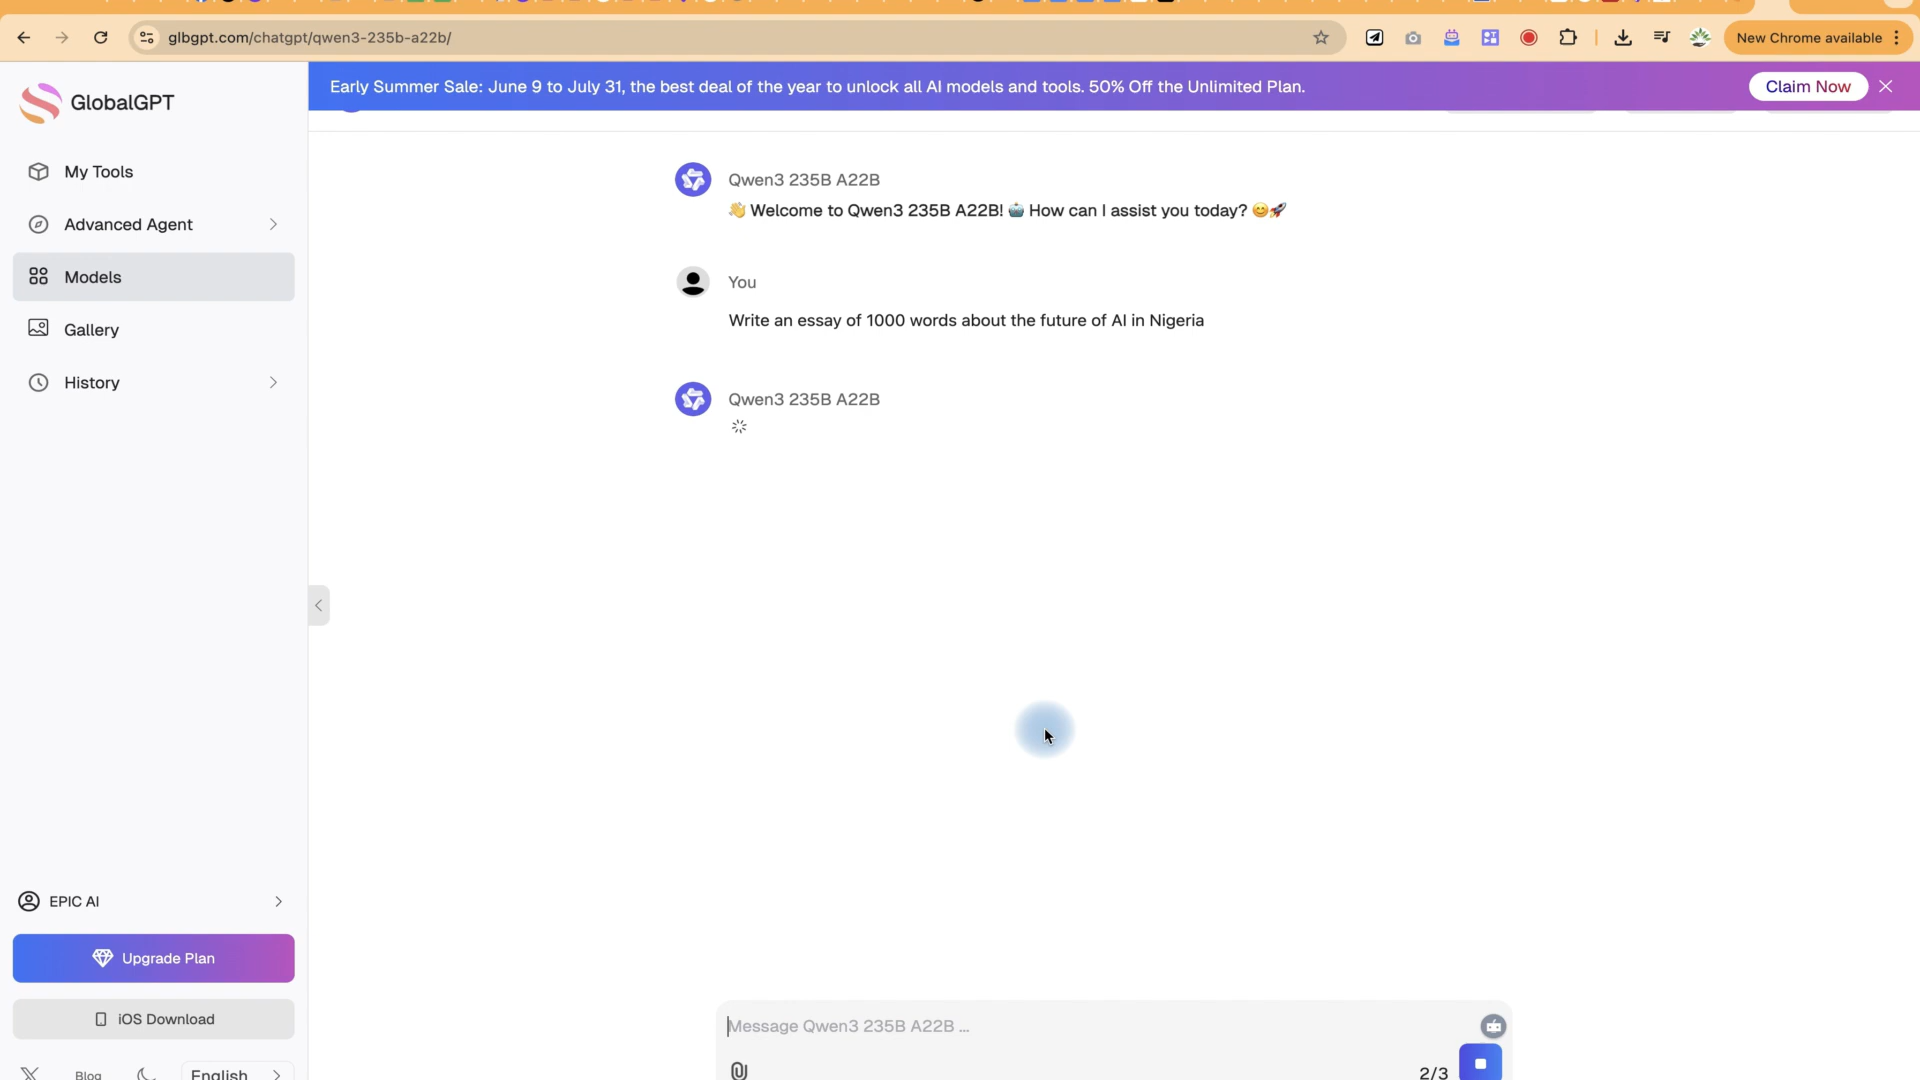 glbgpt.com/chatgpt/qwen3-235b-a22b/
New Chrome available
GlobalGPT
Early Summer Sale: June 9 to July 31, the best deal of the year to unlock all AI models and tools. 50% Off the Unlimited Plan.
Claim Now
My Tools
Advanced Agent
Models
Gallery
History
Qwen3 235B A22B
👋 Welcome to Qwen3 235B A22B! 🤖 How can I assist you today? 😊🚀
You
Write an essay of 1000 words about the future of AI in Nigeria
Qwen3 235B A22B
EPIC AI
Upgrade Plan
iOS Download
Blog
English
Message Qwen3 235B A22B ...
2/3